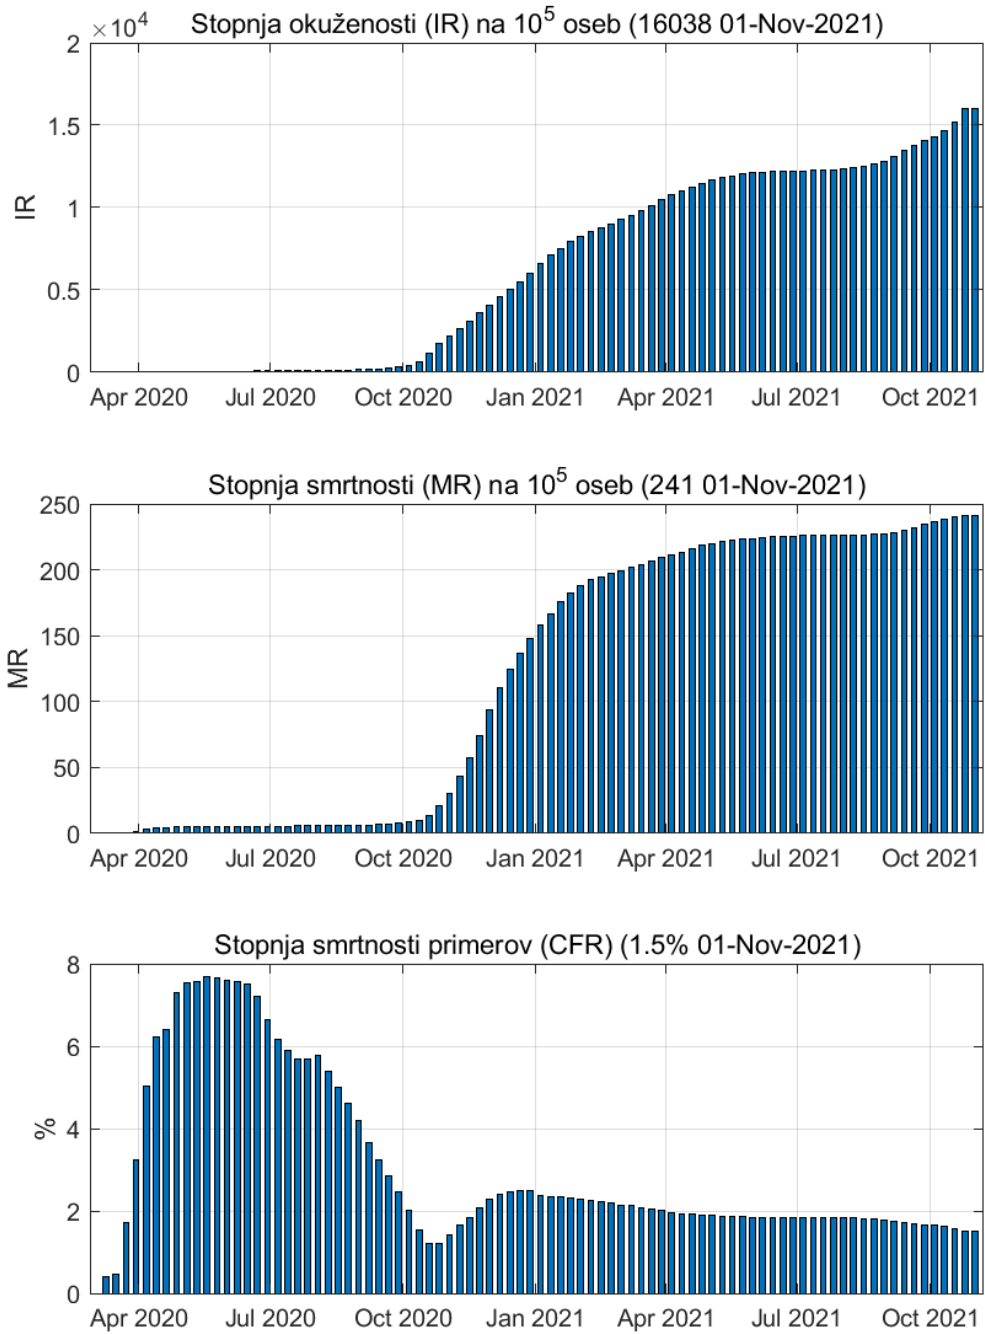 Stopnja okuženosti (IR) na 10^5 oseb (16038 01-Nov-2021)
×10^4
2
1.5
1
0.5
0
IR
Apr 2020 Jul 2020 Oct 2020 Jan 2021 Apr 2021 Jul 2021 Oct 2021
Stopnja smrtnosti (MR) na 10^5 oseb (241 01-Nov-2021)
250
200
150
100
50
0
MR
Apr 2020 Jul 2020 Oct 2020 Jan 2021 Apr 2021 Jul 2021 Oct 2021
Stopnja smrtnosti primerov (CFR) (1.5% 01-Nov-2021)
8
6
4
2
0
%
Apr 2020 Jul 2020 Oct 2020 Jan 2021 Apr 2021 Jul 2021 Oct 2021